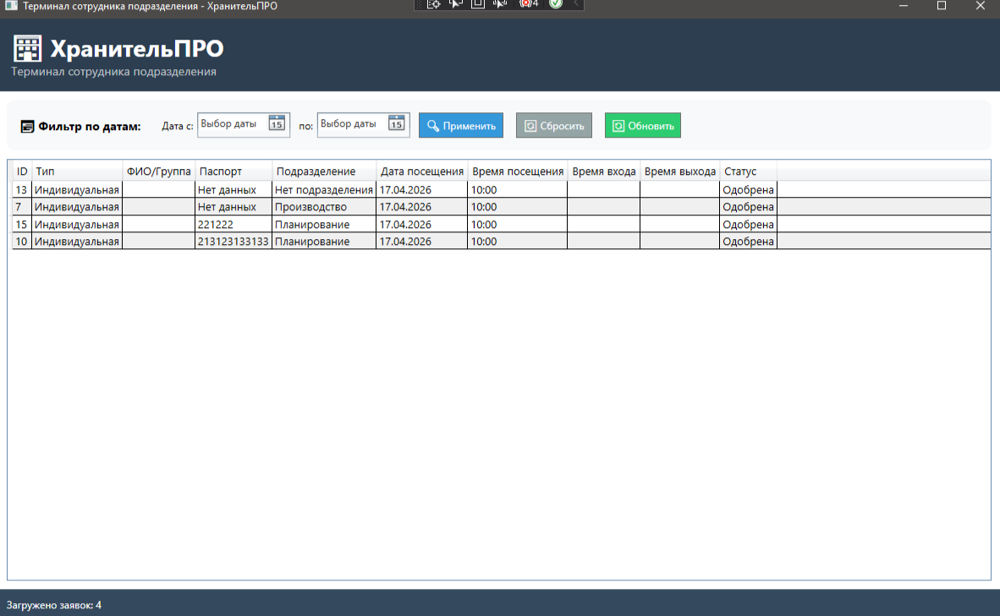 Терминал сотрудника подразделения - ХранительПРО
4
ХранительПРО
Терминал сотрудника подразделения
Фильтр по датам: Дата с: Выбор даты 15 по: Выбор даты 15 Применить Сбросить Обновить
ID Тип ФИО/Группа Паспорт Подразделение Дата посещения Время посещения Время входа Время выхода Статус
13 Индивидуальная Нет данных Нет подразделения 17.04.2026 10:00 Одобрена
7 Индивидуальная Нет данных Производство 17.04.2026 10:00 Одобрена
15 Индивидуальная 221222 Планирование 17.04.2026 10:00 Одобрена
10 Индивидуальная 213123133133 Планирование 17.04.2026 10:00 Одобрена
Загружено заявок: 4